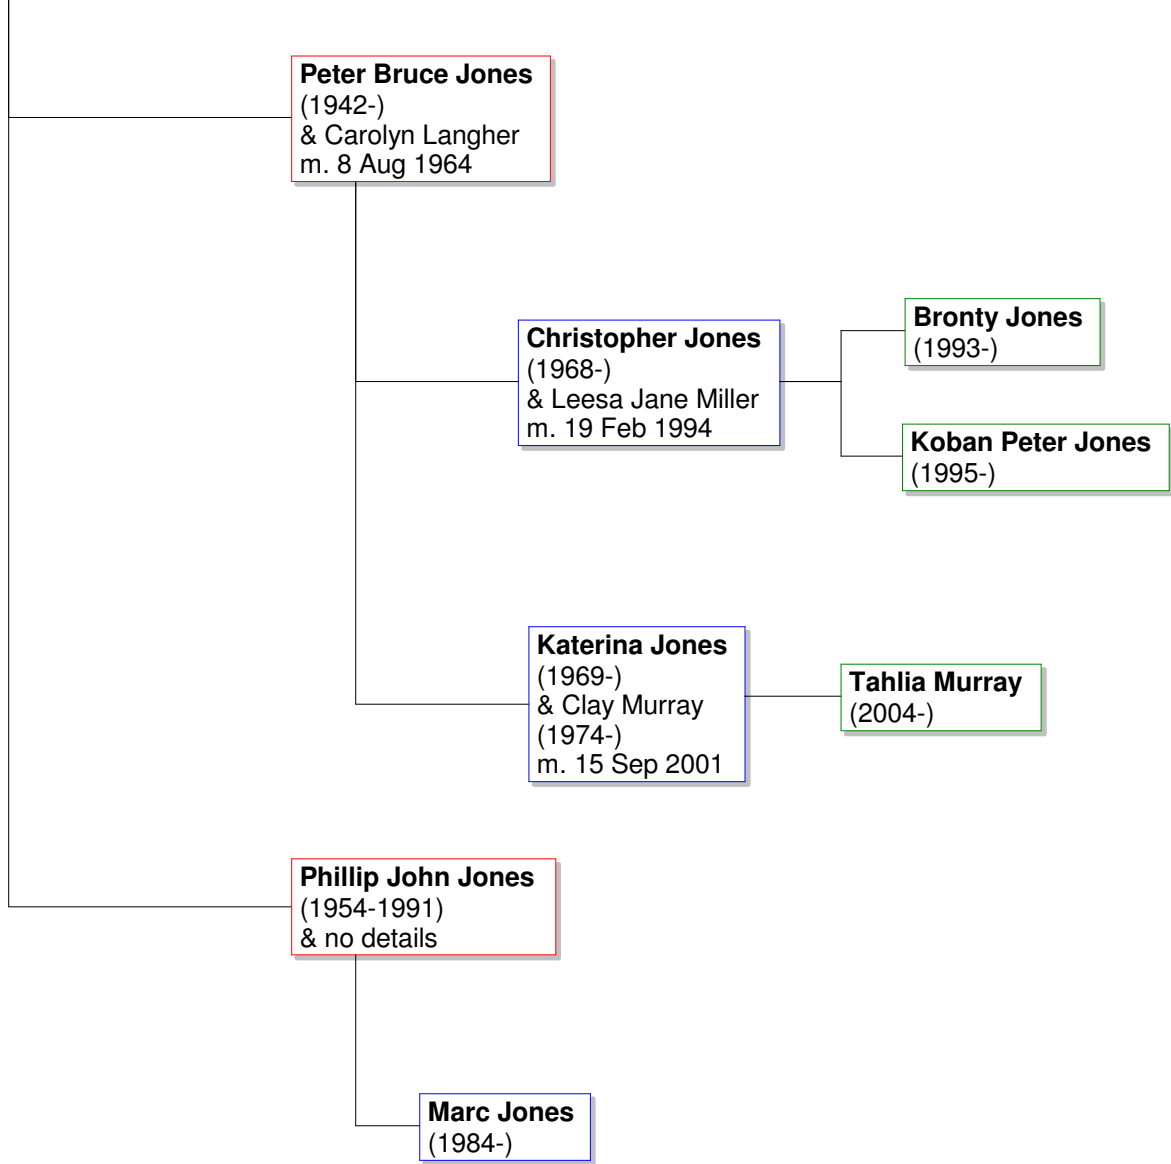 Peter Bruce Jones
(1942-)
& Carolyn Langher
m. 8 Aug 1964
Christopher Jones
(1968-)
& Leesa Jane Miller
m. 19 Feb 1994
Bronty Jones
(1993-)
Koban Peter Jones
(1995-)
Katerina Jones
(1969-)
& Clay Murray
(1974-)
m. 15 Sep 2001
Tahlia Murray
(2004-)
Phillip John Jones
(1954-1991)
& no details
Marc Jones
(1984-)